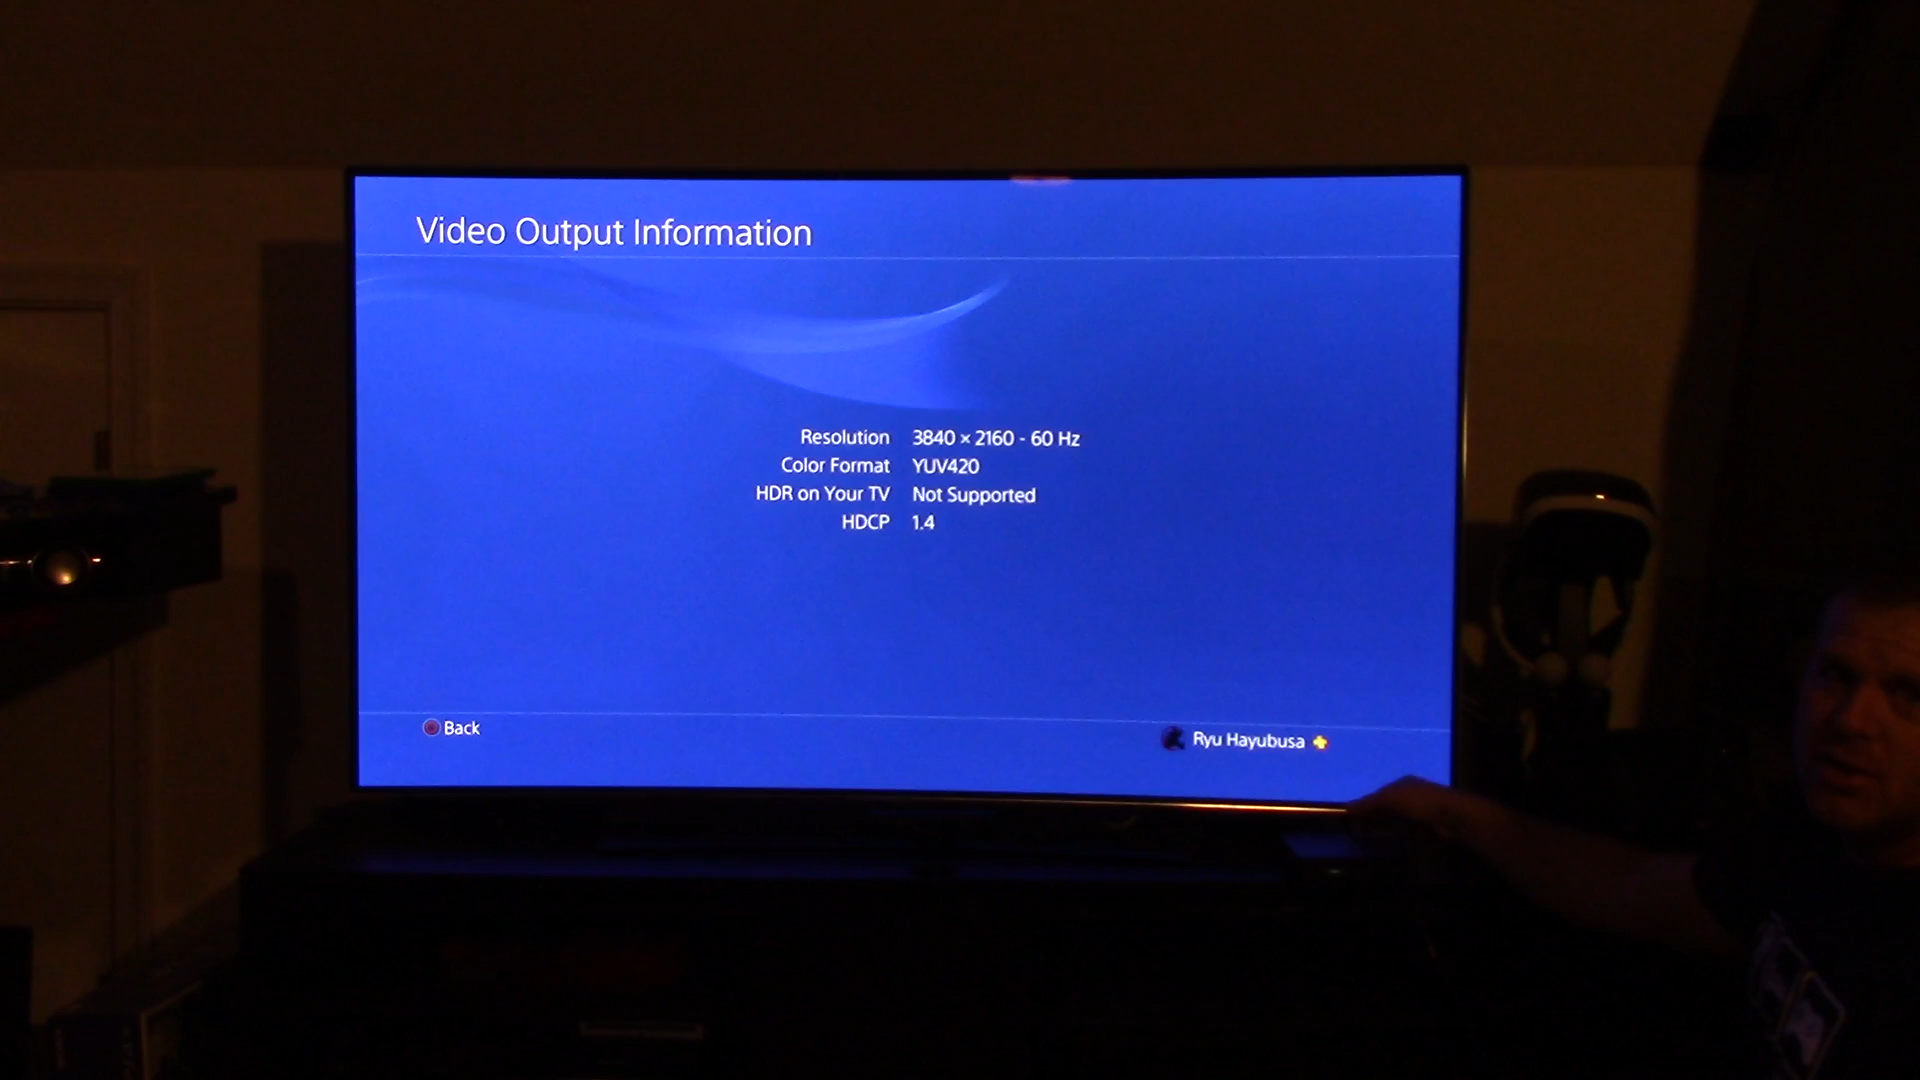 Video Output Information
Resolution 3840 × 2160 - 60 Hz
Color Format YUV420
HDR on Your TV Not Supported
HDCP 1.4
Back
Ryu Hayubusa